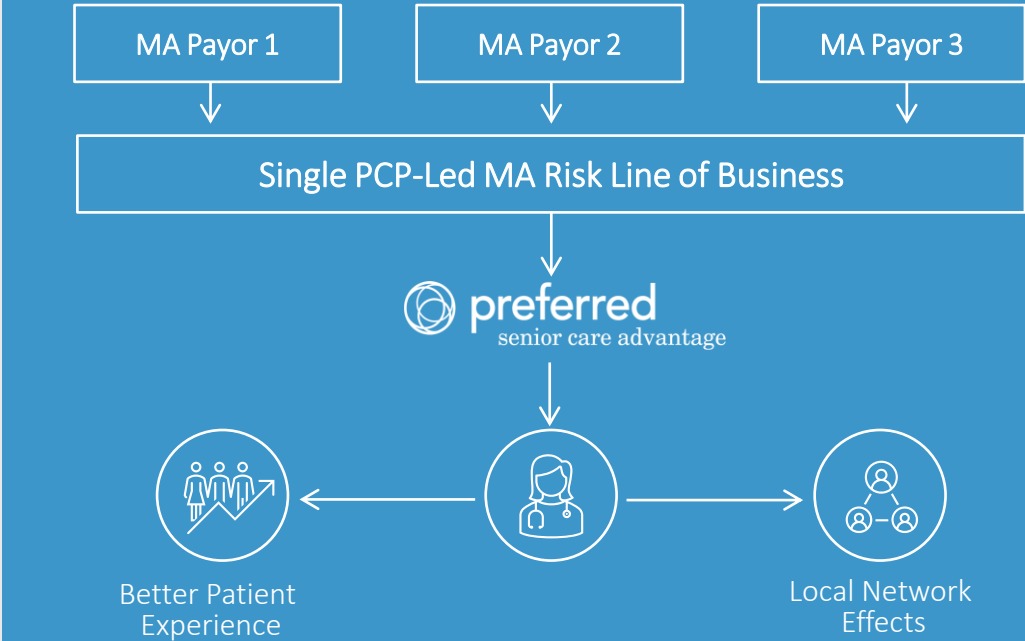 MA Payor 1
MA Payor 2
MA Payor 3
Single PCP-Led MA Risk Line of Business
preferred
senior care advantage
Better Patient
Experience
Local Network
Effects